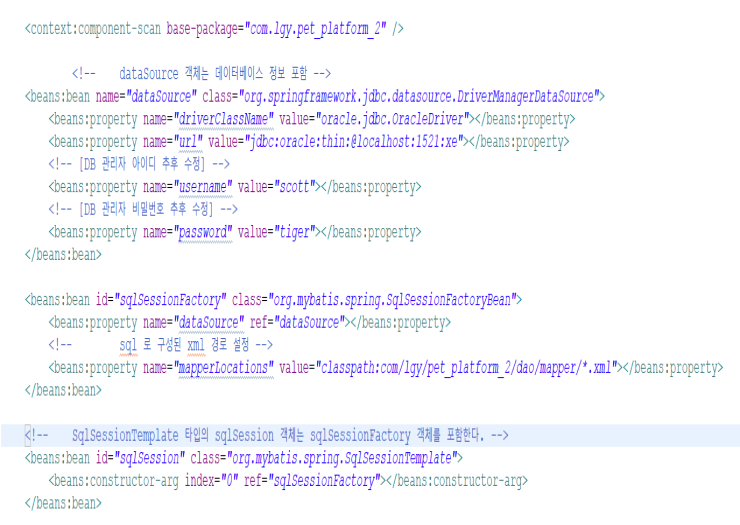 <context:component-scan base-package="com.lgy.pet_platform_2" />
<!-- dataSource 객체는 데이터베이스 정보 포함 -->
<beans:bean name="dataSource" class="org.springframework.jdbc.datasource.DriverManagerDataSource">
<beans:property name="driverClassName" value="oracle.jdbc.OracleDriver"></beans:property>
<beans:property name="url" value="jdbc:oracle:thin:@localhost:1521:xe"></beans:property>
<!-- [DB 관리자 아이디 추후 수정] -->
<beans:property name="username" value="scott"></beans:property>
<!-- [DB 관리자 비밀번호 추후 수정] -->
<beans:property name="password" value="tiger"></beans:property>
</beans:bean>
<beans:bean id="sqlSessionFactory" class="org.mybatis.spring.SqlSessionFactoryBean">
<beans:property name="dataSource" ref="dataSource"></beans:property>
<!-- sql 로 구성된 xml 경로 설정 -->
<beans:property name="mapperLocations" value="classpath:com/lgy/pet_platform_2/dao/mapper/*.xml"></beans:property>
</beans:bean>
<!-- SqlSessionTemplate 타입의 sqlSession 객체는 sqlSessionFactory 객체를 포함한다. -->
<beans:bean id="sqlSession" class="org.mybatis.spring.SqlSessionTemplate">
<beans:constructor-arg index="0" ref="sqlSessionFactory"></beans:constructor-arg>
</beans:bean>